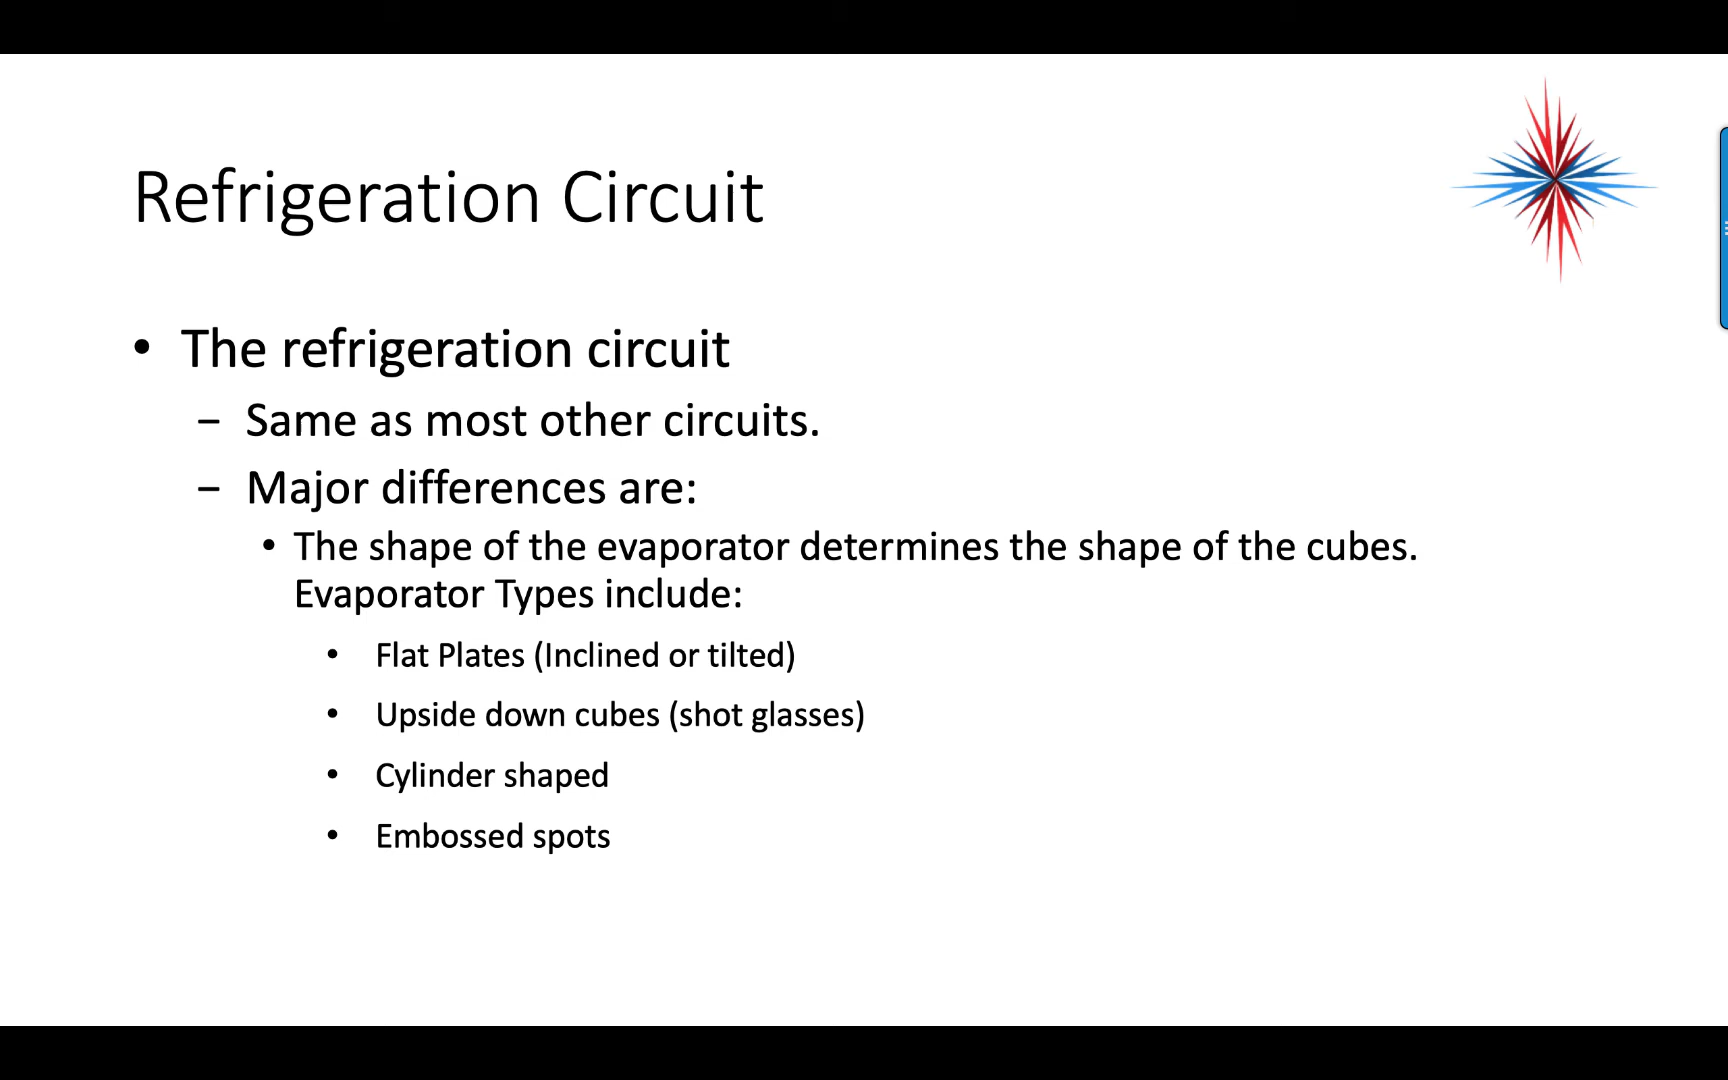 Refrigeration Circuit
• The refrigeration circuit
– Same as most other circuits.
– Major differences are:
• The shape of the evaporator determines the shape of the cubes.
Evaporator Types include:
• Flat Plates (Inclined or tilted)
• Upside down cubes (shot glasses)
• Cylinder shaped
• Embossed spots